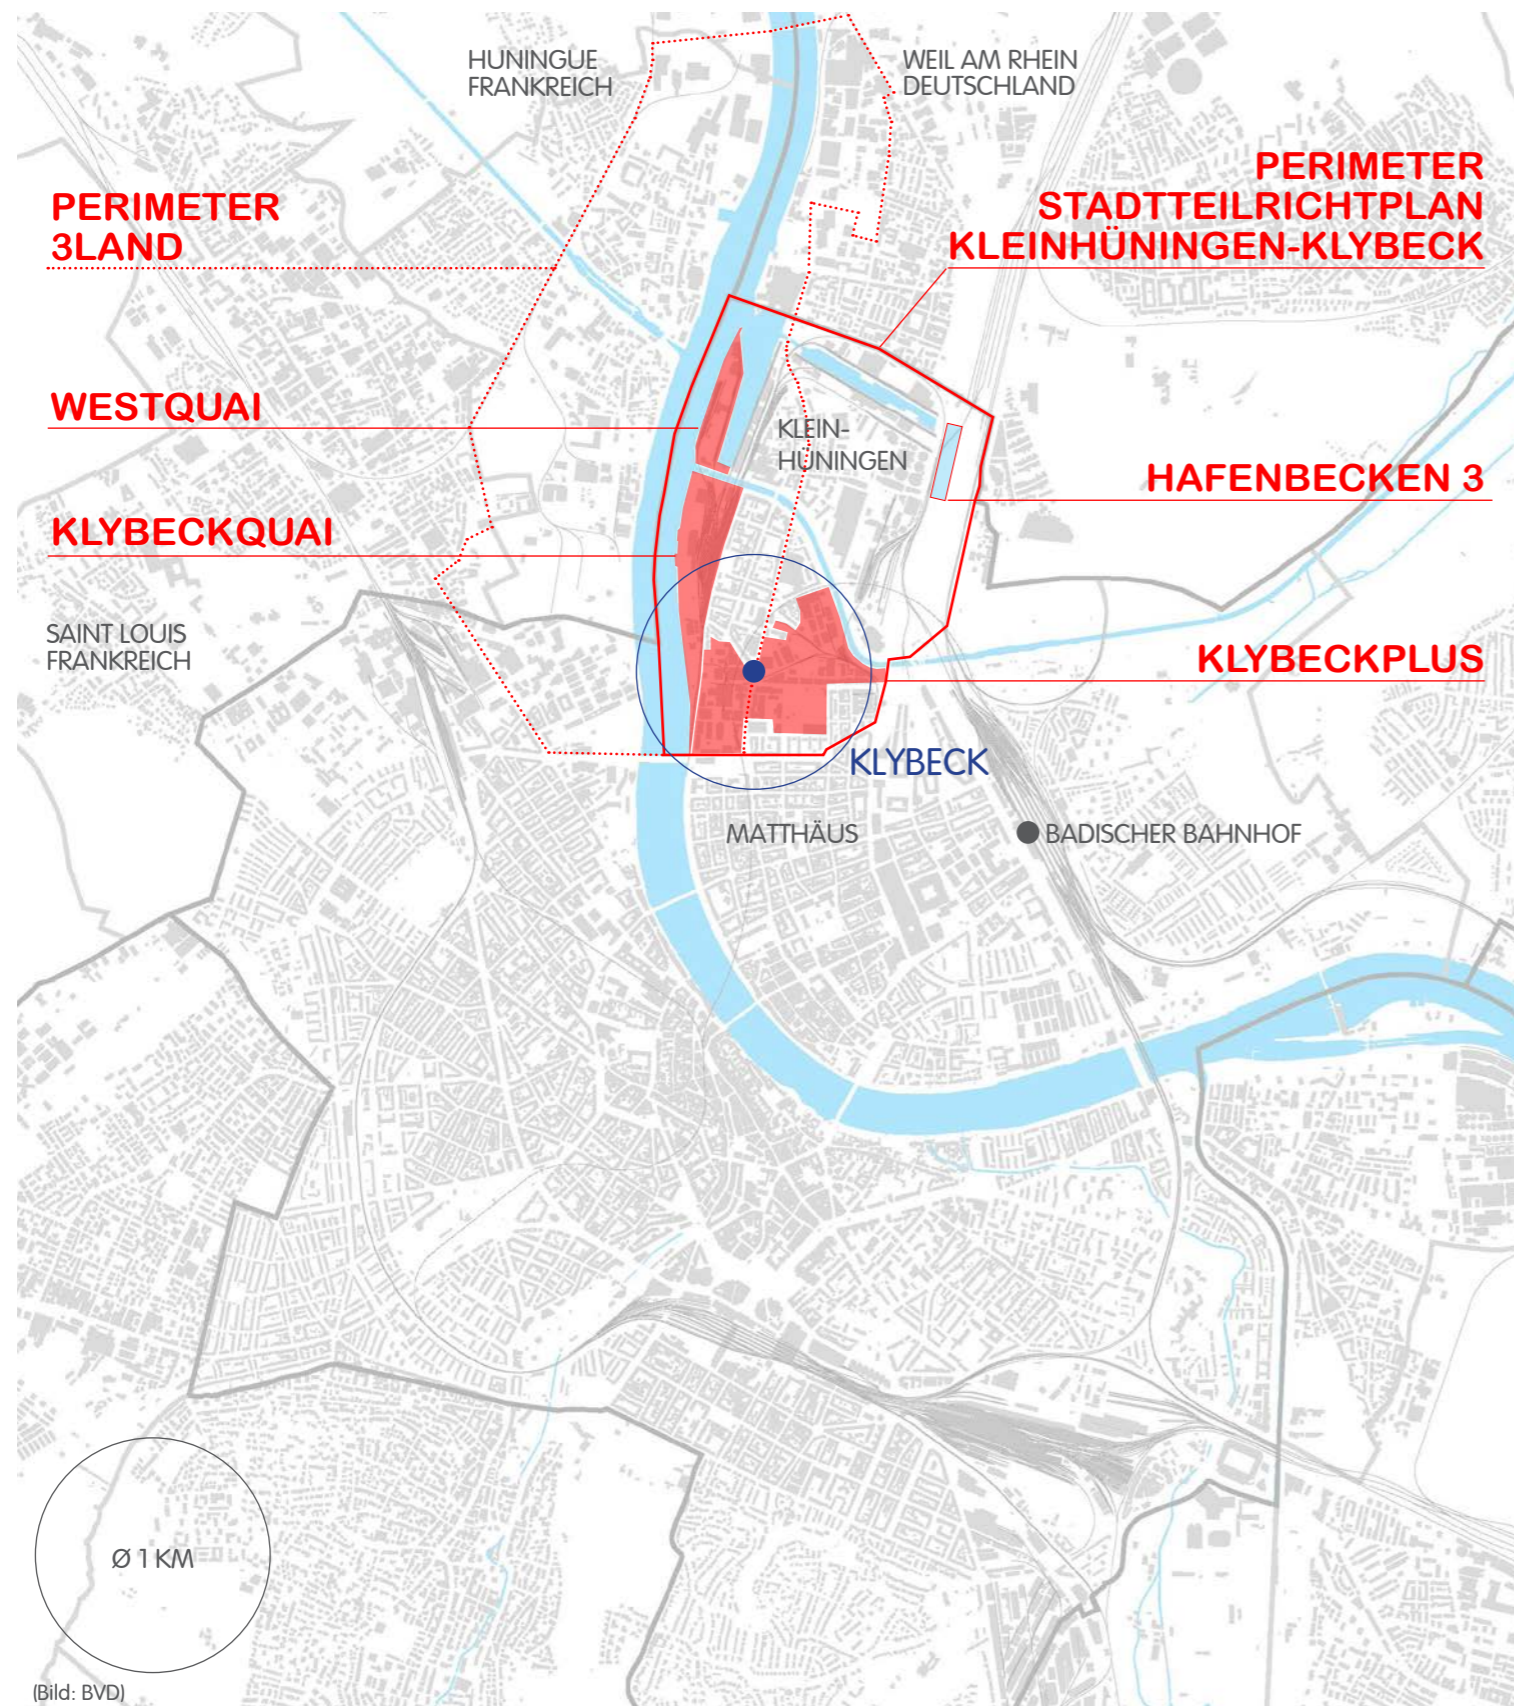 HUNINGUE
FRANKREICH
WEIL AM RHEIN
DEUTSCHLAND
PERIMETER
3LAND
PERIMETER
STADTTEILRICHTPLAN
KLEINHÜNINGEN-KLYBECK
WESTQUAI
KLEIN-
HÜNINGEN
HAFENBECKEN 3
KLYBECKQUAI
SAINT LOUIS
FRANKREICH
KLYBECKPLUS
KLYBECK
MATTHÄUS
BADISCHER BAHNHOF
Ø 1 KM
(Bild: BVD)